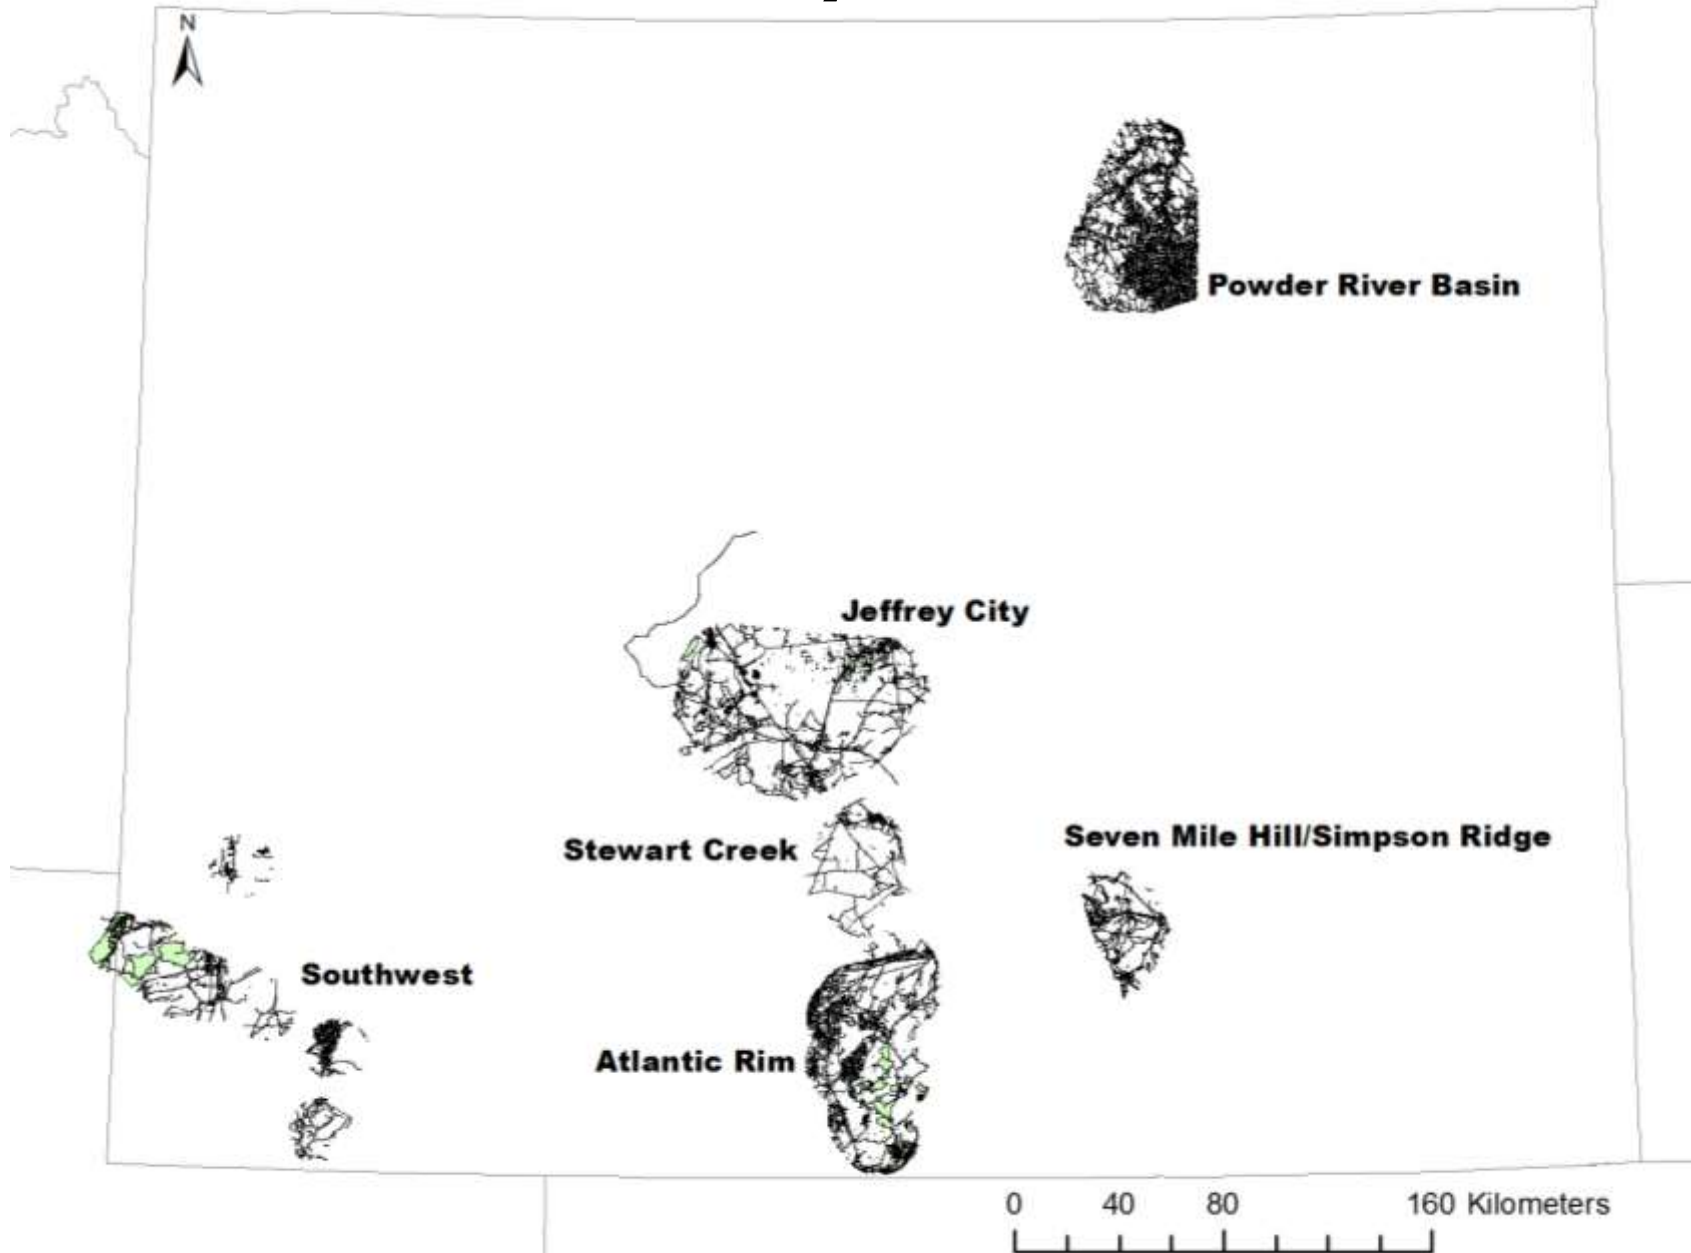 N
Powder River Basin
Jeffrey City
Stewart Creek
Seven Mile Hill/Simpson Ridge
Southwest
Atlantic Rim
0 40 80 160 Kilometers